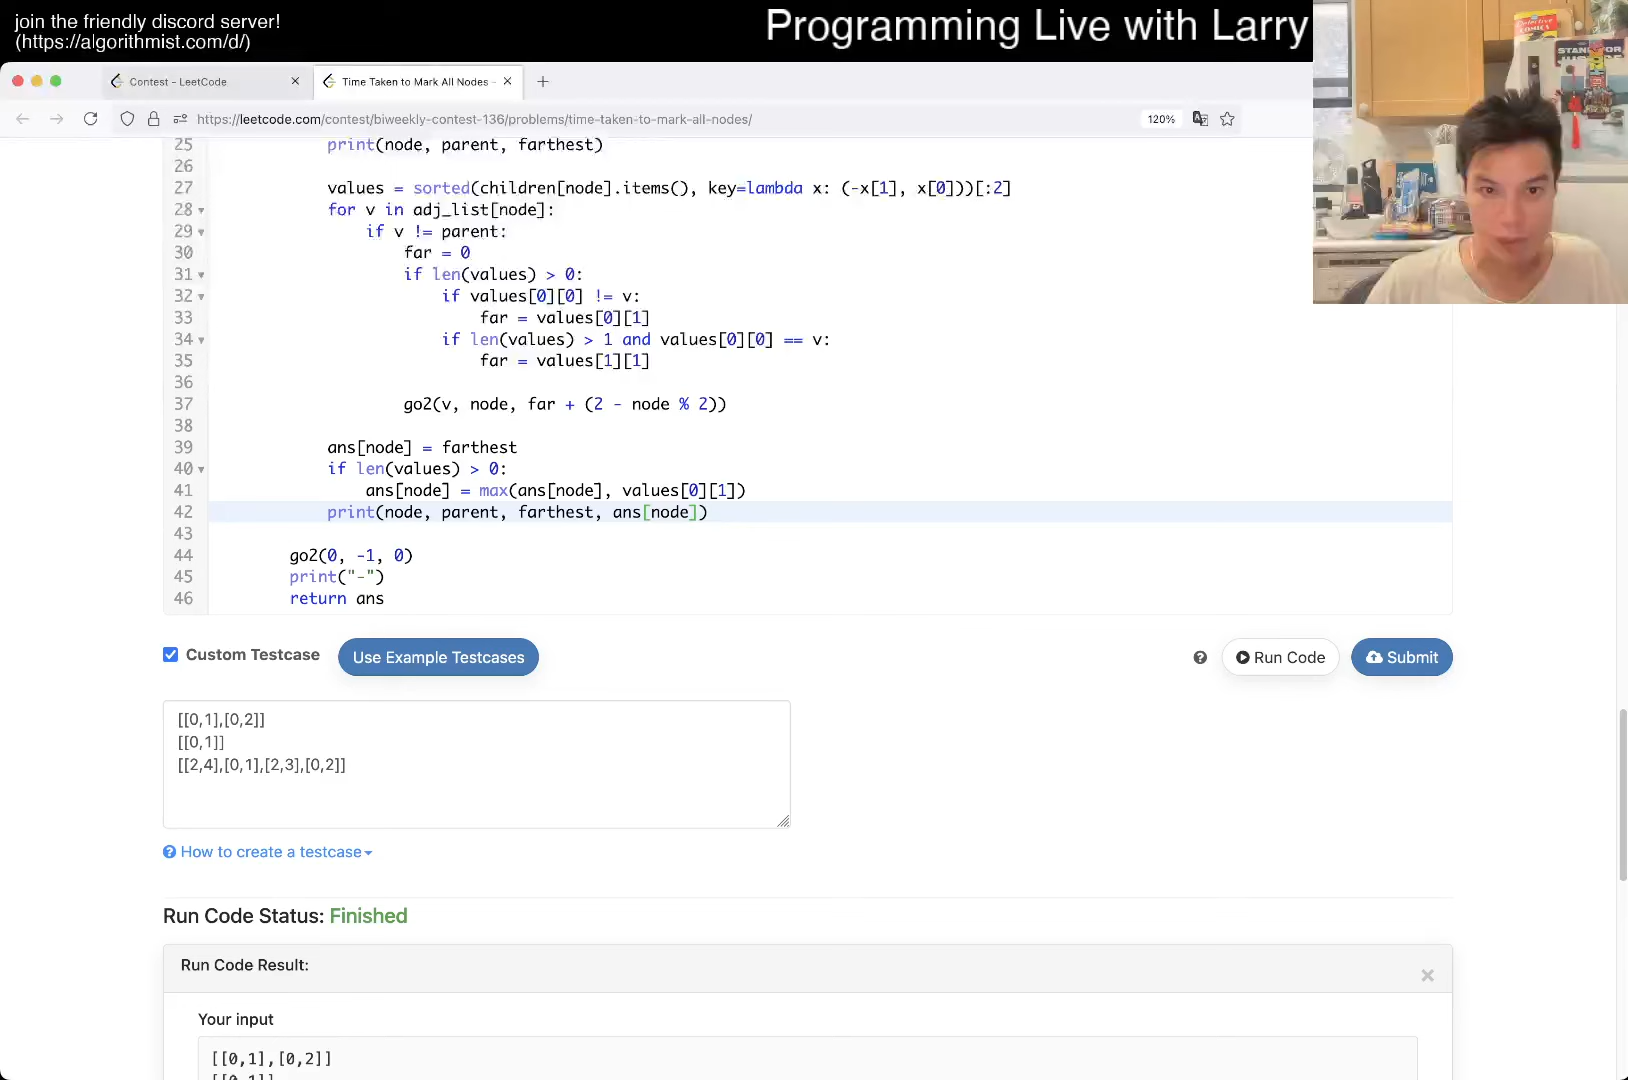 join the friendly discord server!
(https://algorithmist.com/d/)
Programming Live with Larry
Contest - LeetCode
Time Taken to Mark All Nodes -
https://leetcode.com/contest/biweekly-contest-136/problems/time-taken-to-mark-all-nodes/
120%
25 print(node, parent, farthest)
26
27 values = sorted(children[node].items(), key=lambda x: (-x[1], x[0]))[:2]
28 for v in adj_list[node]:
29 if v != parent:
30 far = 0
31 if len(values) > 0:
32 if values[0][0] != v:
33 far = values[0][1]
34 if len(values) > 1 and values[0][0] == v:
35 far = values[1][1]
36
37 go2(v, node, far + (2 - node % 2))
38
39 ans[node] = farthest
40 if len(values) > 0:
41 ans[node] = max(ans[node], values[0][1])
42 print(node, parent, farthest, ans[node])
43
44 go2(0, -1, 0)
45 print("-")
46 return ans
Custom Testcase
Use Example Testcases
Run Code
Submit
[[0,1],[0,2]]
[[0,1]]
[[2,4],[0,1],[2,3],[0,2]]
How to create a testcase
Run Code Status: Finished
Run Code Result:
Your input
[[0,1],[0,2]]